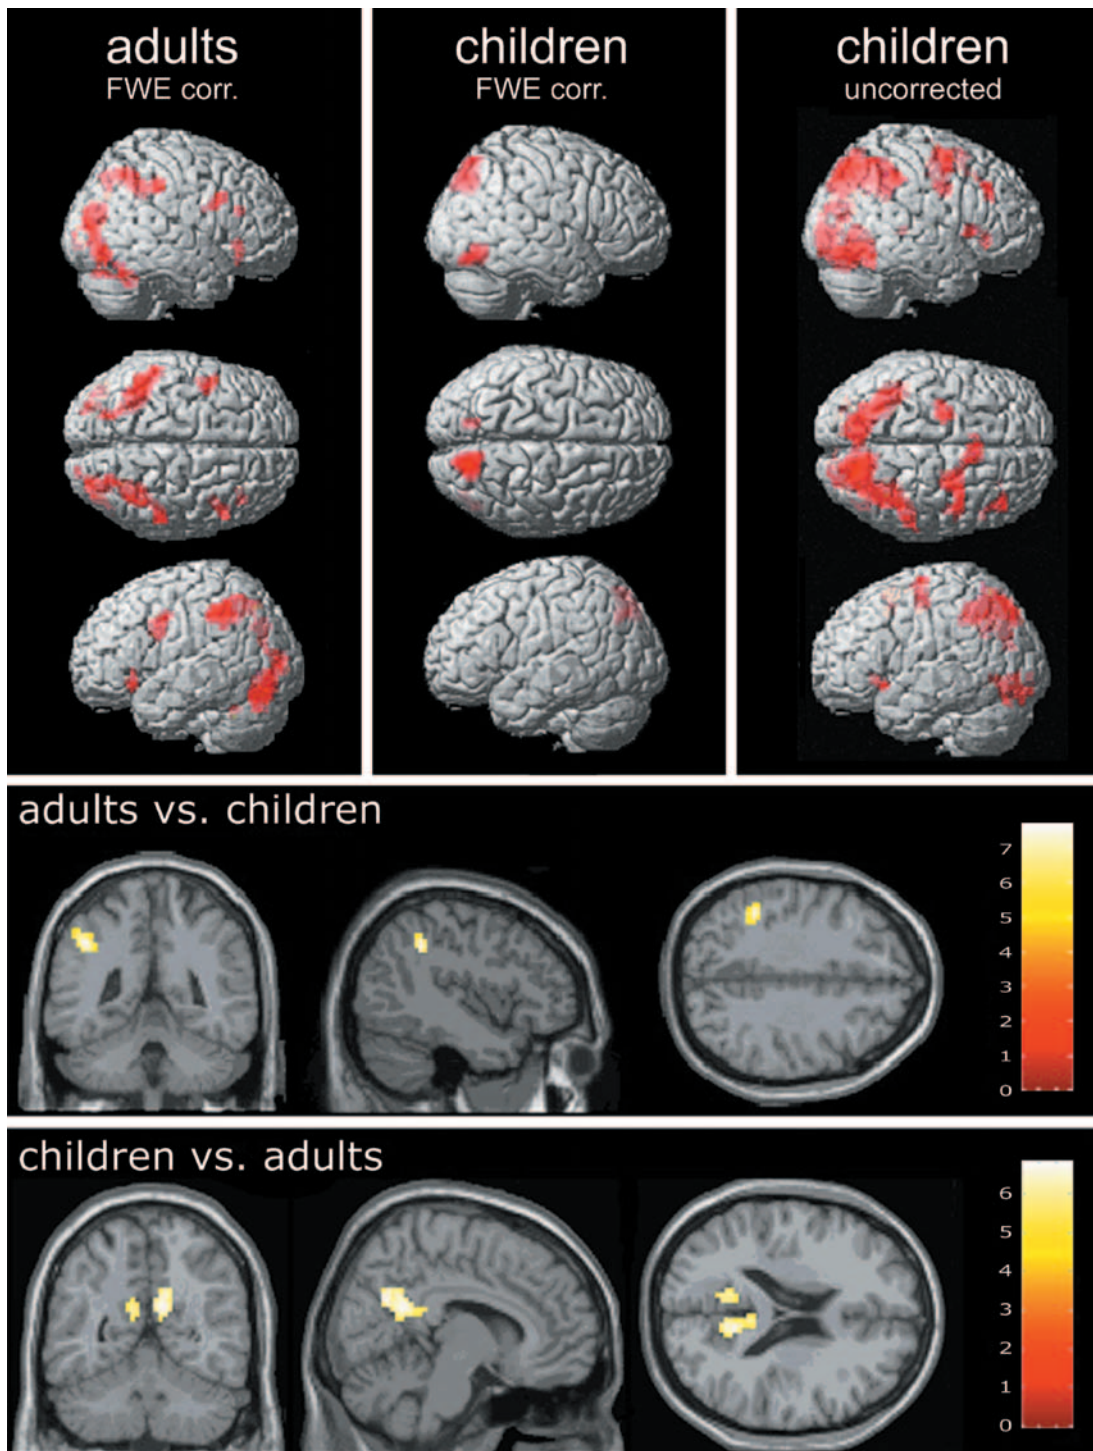 adults
FWE corr.
children
FWE corr.
children
uncorrected
adults vs. children
7
6
5
4
3
2
1
0
children vs. adults
6
5
4
3
2
1
0